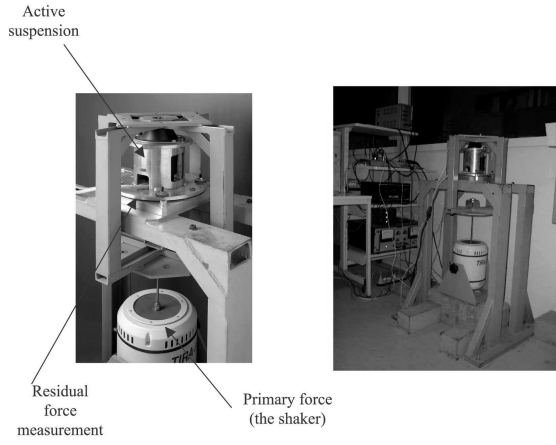 Active
suspension
TIRA
Residual
force
measurement
Primary force
(the shaker)